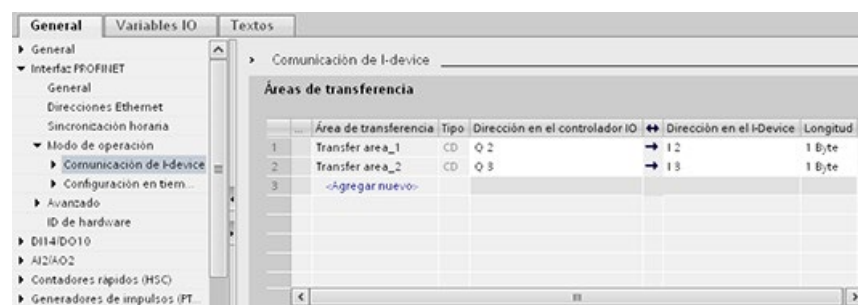 General Variables IO Textos
General
Interfaz PROFINET
General
Direcciones Ethernet
Sincronización horaria
Modo de operación
Comunicación de I-device
Configuración en tiem...
Avanzado
ID de hardware
DI14/DO10
AI2/AO2
Contadores rápidos (HSC)
Generadores de impulsos (PT...
Comunicación de I-device
Áreas de transferencia
... Área de transferencia Tipo Dirección en el controlador IO ↔ Dirección en el I-Device Longitud
1 Transfer area_1 CD Q 2 → I 2 1 Byte
2 Transfer area_2 CD Q 3 → I 3 1 Byte
3 <Agregar nuevo>